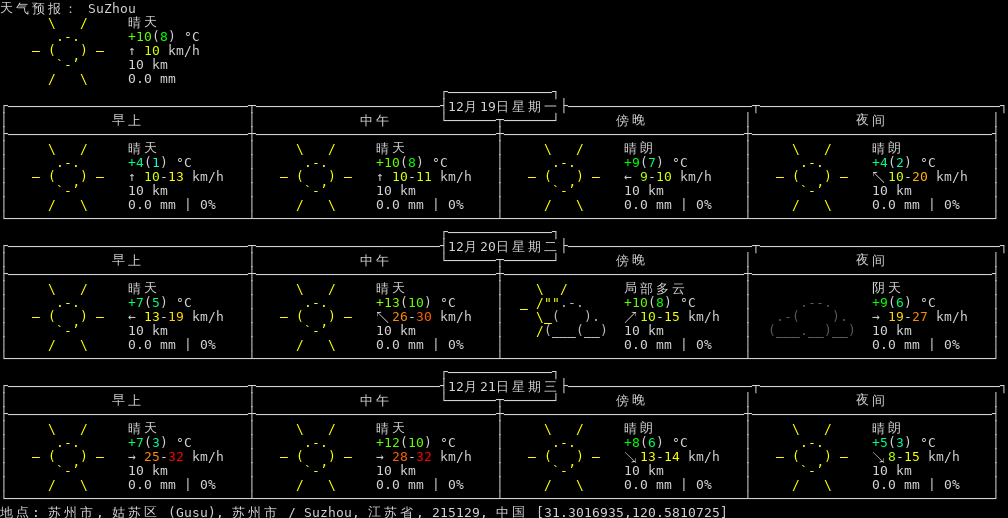 天气预报: SuZhou
晴天
+10(8) °C
↑ 10 km/h
10 km
0.0 mm
12月19日星期一
早上 中午 傍晚 夜间
晴天 晴天 晴朗 晴朗
+4(1) °C +10(8) °C +9(7) °C +4(2) °C
↑ 10-13 km/h ↑ 10-11 km/h ← 9-10 km/h ↖ 10-20 km/h
10 km 10 km 10 km 10 km
0.0 mm | 0% 0.0 mm | 0% 0.0 mm | 0% 0.0 mm | 0%
12月20日星期二
早上 中午 傍晚 夜间
晴天 晴天 局部多云 阴天
+7(5) °C +13(10) °C +10(8) °C +9(6) °C
← 13-19 km/h ↖ 26-30 km/h ↗ 10-15 km/h → 19-27 km/h
10 km 10 km 10 km 10 km
0.0 mm | 0% 0.0 mm | 0% 0.0 mm | 0% 0.0 mm | 0%
12月21日星期三
早上 中午 傍晚 夜间
晴天 晴天 晴朗 晴朗
+7(3) °C +12(10) °C +8(6) °C +5(3) °C
→ 25-32 km/h → 28-32 km/h ↘ 13-14 km/h ↘ 8-15 km/h
10 km 10 km 10 km 10 km
0.0 mm | 0% 0.0 mm | 0% 0.0 mm | 0% 0.0 mm | 0%
地点: 苏州市, 姑苏区 (Gusu), 苏州市 / Suzhou, 江苏省, 215129, 中国 [31.3016935,120.5810725]